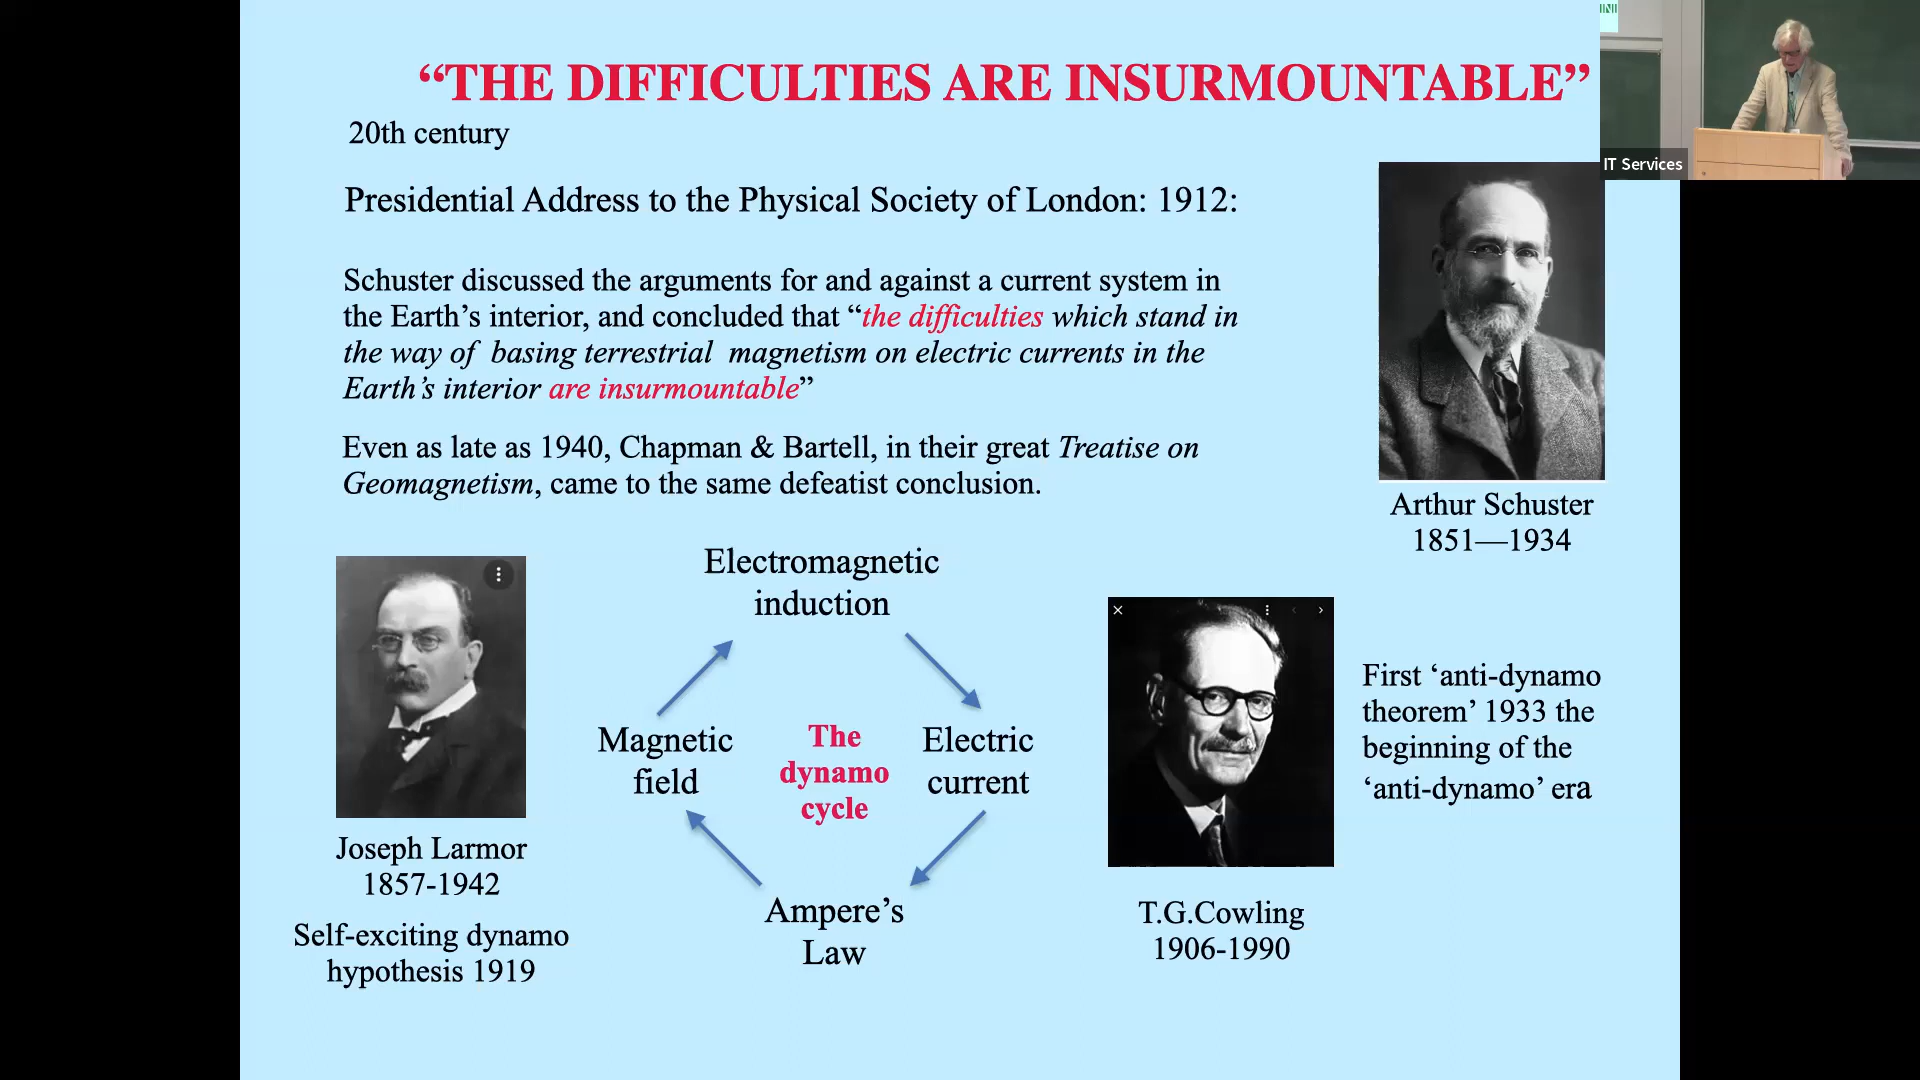 “THE DIFFICULTIES ARE INSURMOUNTABLE”
20th century
Presidential Address to the Physical Society of London: 1912:
Schuster discussed the arguments for and against a current system in
the Earth’s interior, and concluded that “the difficulties which stand in
the way of basing terrestrial magnetism on electric currents in the
Earth’s interior are insurmountable”
Even as late as 1940, Chapman & Bartell, in their great Treatise on
Geomagnetism, came to the same defeatist conclusion.
IT Services
Arthur Schuster
1851—1934
Electromagnetic
induction
Magnetic
field
The
dynamo
cycle
Electric
current
Ampere’s
Law
Joseph Larmor
1857-1942
Self-exciting dynamo
hypothesis 1919
T.G.Cowling
1906-1990
First ‘anti-dynamo
theorem’ 1933 the
beginning of the
‘anti-dynamo’ era